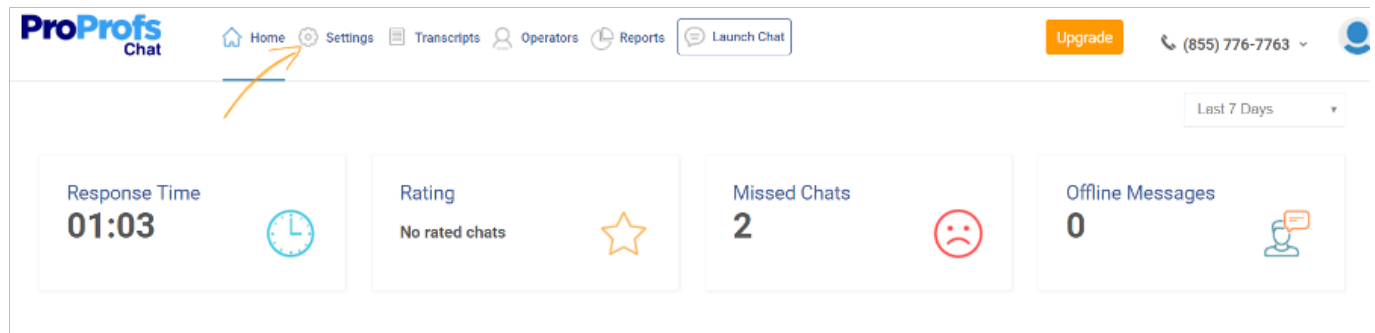 ProProfs
Chat
Home Settings Transcripts Operators Reports Launch Chat Upgrade (855) 776-7763
Last 7 Days
Response Time
01:03
Rating
No rated chats
Missed Chats
2
Offline Messages
0